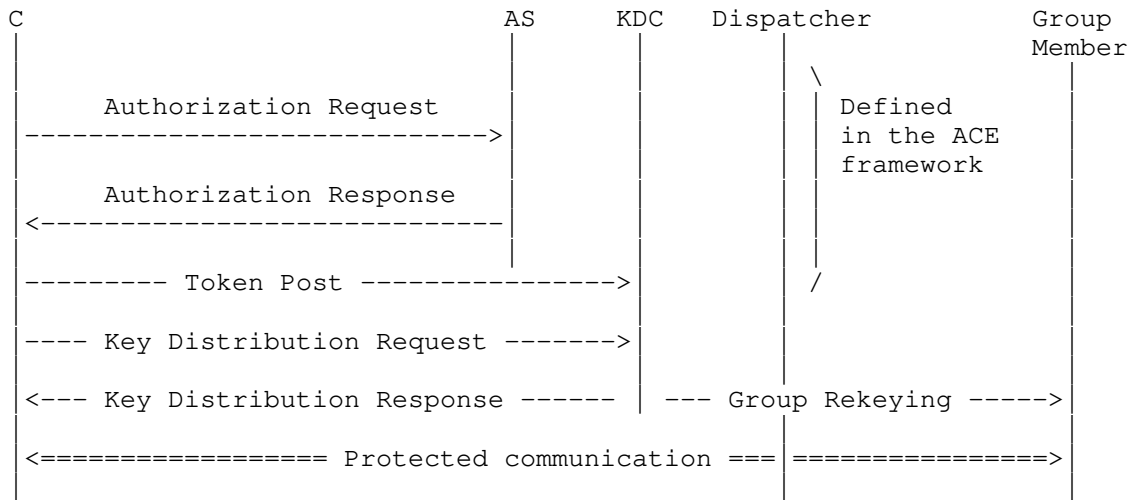 C AS KDC Dispatcher Group
Member
Authorization Request Defined
in the ACE
framework
Authorization Response
Token Post
Key Distribution Request
Key Distribution Response Group Rekeying
Protected communication